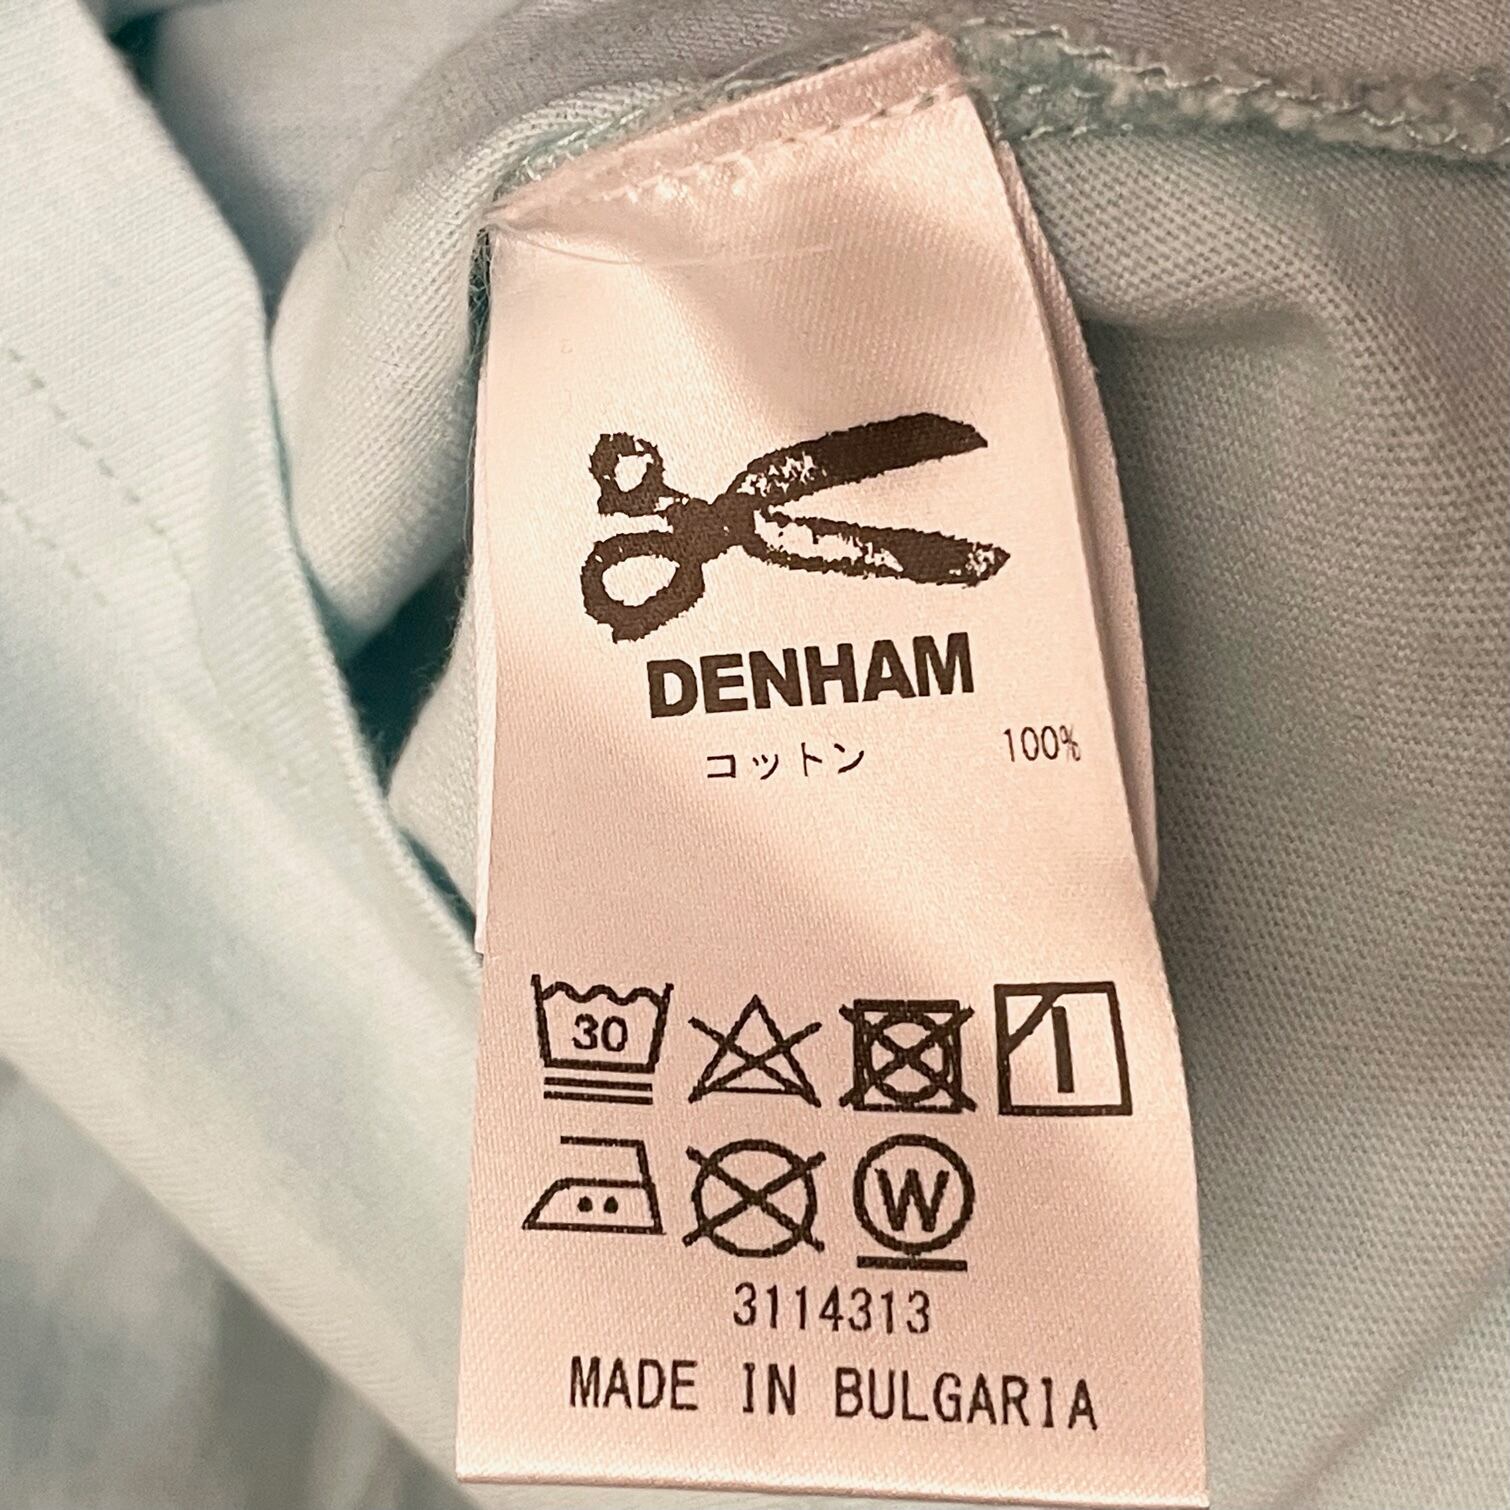 DENHAM
コットン 100%
30
W
3114313
MADE IN BULGARIA